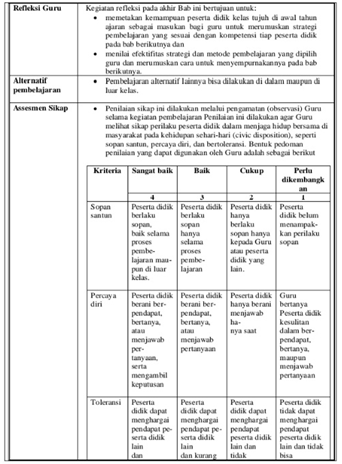 Refleksi Guru
Kegiatan refleksi pada akhir Bab ini bertujuan untuk:
• memetakan kemampuan peserta didik kelas tujuh di awal tahun
ajaran sebagai masukan bagi guru untuk merumuskan strategi
pembelajaran yang sesuai dengan kompetensi tiap peserta didik
pada bab berikutnya dan
• menilai efektifitas strategi dan metode pembelajaran yang dipilih
guru dan merumuskan cara untuk menyempurnakannya pada bab
berikutnya.
Alternatif
pembelajaran
• Pembelajaran alternatif lainnya bisa dilakukan di dalam maupun di
luar kelas.
Assesmen Sikap
• Penilaian sikap ini dilakukan melalui pengamatan (observasi) Guru
selama kegiatan pembelajaran Penilaian ini dilakukan agar Guru
melihat sikap perilaku peserta didik dalam menjaga hidup bersama di
masyarakat pada kehidupan sehari-hari (civic disposition), seperti
sopan santun, percaya diri, dan bertoleransi. Bentuk pedoman
penilaian yang dapat digunakan oleh Guru adalah sebagai berikut
Kriteria
Sangat baik
Baik
Cukup
Perlu
dikembangk
an
4
3
2
1
Sopan
santun
Peserta didik
berlaku
sopan,
baik selama
proses
pembe-
lajaran mau-
pun di luar
kelas.
Peserta didik
berlaku
sopan
hanya
selama
proses
pembe-
lajaran
Peserta didik
hanya
berlaku
sopan hanya
kepada Guru
atau peserta
didik yang
lain.
Peserta
didik belum
menampak-
kan perilaku
sopan
Percaya
diri
Peserta didik
berani ber-
pendapat,
bertanya,
atau
menjawab
per-
tanyaan,
serta
mengambil
keputusan
Peserta didik
berani ber-
pendapat,
bertanya,
atau
menjawab
pertanyaan
Peserta didik
hanya berani
menjawab
ha-
nya saat
Guru
bertanya
Peserta didik
kesulitan
dalam ber-
pendapat,
bertanya,
maupun
menjawab
pertanyaan
Toleransi
Peserta
didik dapat
menghargai
pendapat pe-
serta didik
lain
dan
Peserta
didik dapat
menghargai
pendapat pe-
serta didik
lain
dan kurang
Peserta
didik dapat
menghargai
pendapat
peserta didik
lain dan
tidak
Peserta didik
tidak dapat
menghargai
pendapat
peserta didik
lain dan tidak
bisa